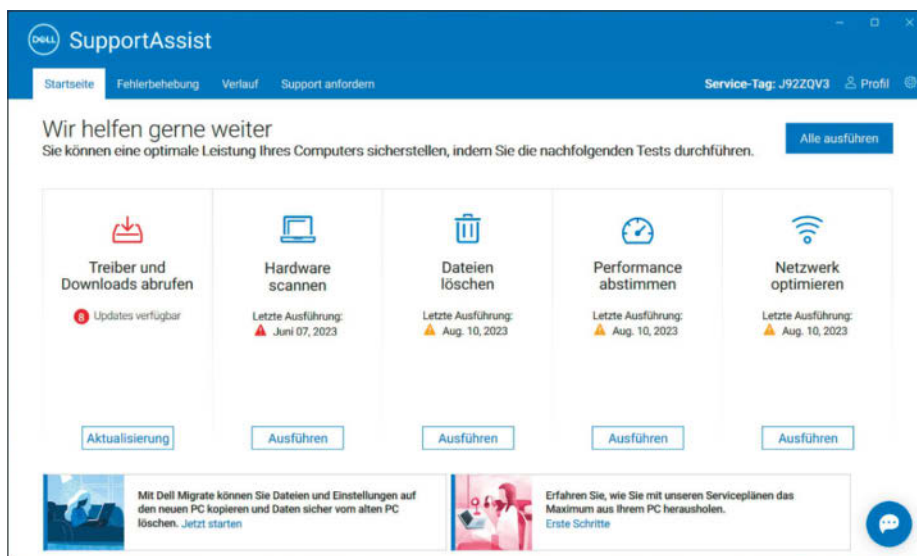 DELL
SupportAssist
Startseite Fehlerbehebung Verlauf Support anfordern Service-Tag: J92ZQV3 Profil
Wir helfen gerne weiter
Sie können eine optimale Leistung Ihres Computers sicherstellen, indem Sie die nachfolgenden Tests durchführen.
Alle ausführen
Treiber und
Downloads abrufen
8 Updates verfügbar
Aktualisierung
Hardware
scannen
Letzte Ausführung:
Juni 07, 2023
Ausführen
Dateien
löschen
Letzte Ausführung:
Aug. 10, 2023
Ausführen
Performance
abstimmen
Letzte Ausführung:
Aug. 10, 2023
Ausführen
Netzwerk
optimieren
Letzte Ausführung:
Aug. 10, 2023
Ausführen
Mit Dell Migrate können Sie Dateien und Einstellungen auf
den neuen PC kopieren und Daten sicher vom alten PC
löschen. Jetzt starten
Erfahren Sie, wie Sie mit unseren Serviceplänen das
Maximum aus Ihrem PC herausholen.
Erste Schritte